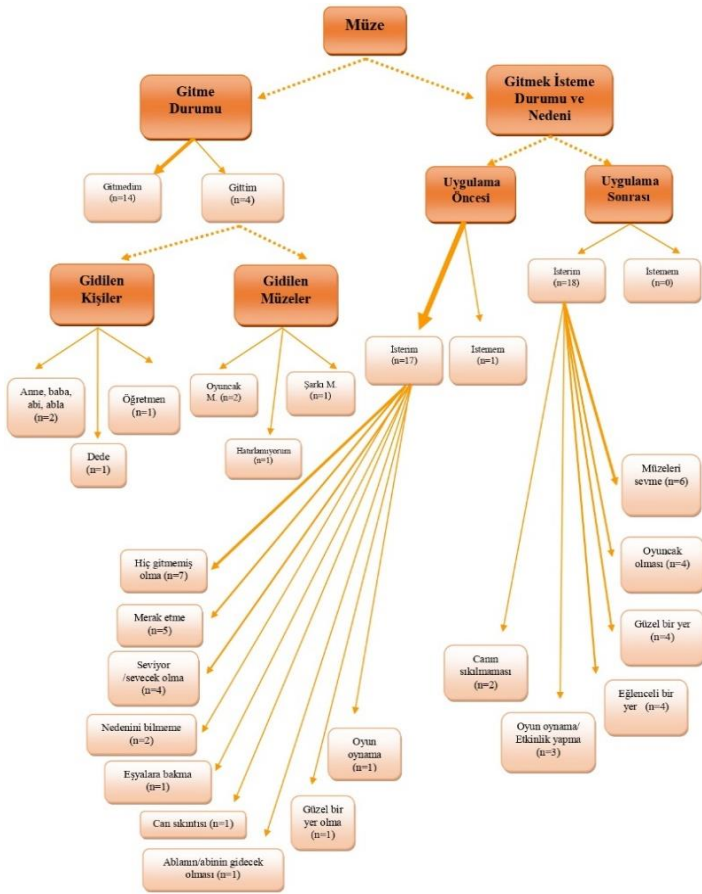 Müze
Gitme
Durumu
Gitmek İsteme
Durumu ve
Nedeni
Gitmedim
(n=14)
Gittim
(n=4)
Uygulama
Öncesi
Uygulama
Sonrası
Gidilen
Kişiler
Gidilen
Müzeler
İsterim
(n=18)
İstemem
(n=0)
Anne, baba,
abi, abla
(n=2)
Öğretmen
(n=1)
Dede
(n=1)
Oyuncak
M. (n=2)
Şarkı M.
(n=1)
Hatırlamıyorum
(n=1)
İsterim
(n=17)
İstemem
(n=1)
Hiç gitmemiş
olma (n=7)
Merak etme
(n=5)
Seviyor
/sevecek olma
(n=4)
Nedenini bilmeme
(n=2)
Eşyalara bakma
(n=1)
Can sıkıntısı (n=1)
Ablanın/abinin gidecek
olması (n=1)
Güzel bir
yer olma
(n=1)
Oyun
oynama
(n=1)
Canın
sıkılmaması
(n=2)
Oyun oynama/
Etkinlik yapma
(n=3)
Eğlenceli bir
yer (n=4)
Güzel bir yer
(n=4)
Oyuncak
olması (n=4)
Müzeleri
sevme (n=6)